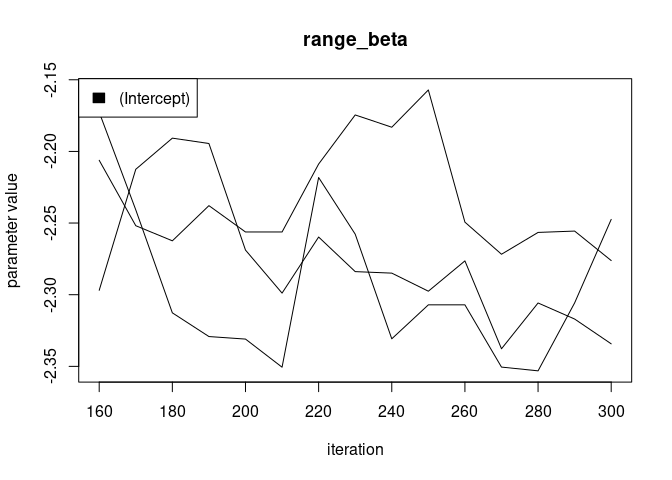 range_beta
(Intercept)
parameter value
-2.15
-2.20
-2.25
-2.30
-2.35
160 180 200 220 240 260 280 300
iteration